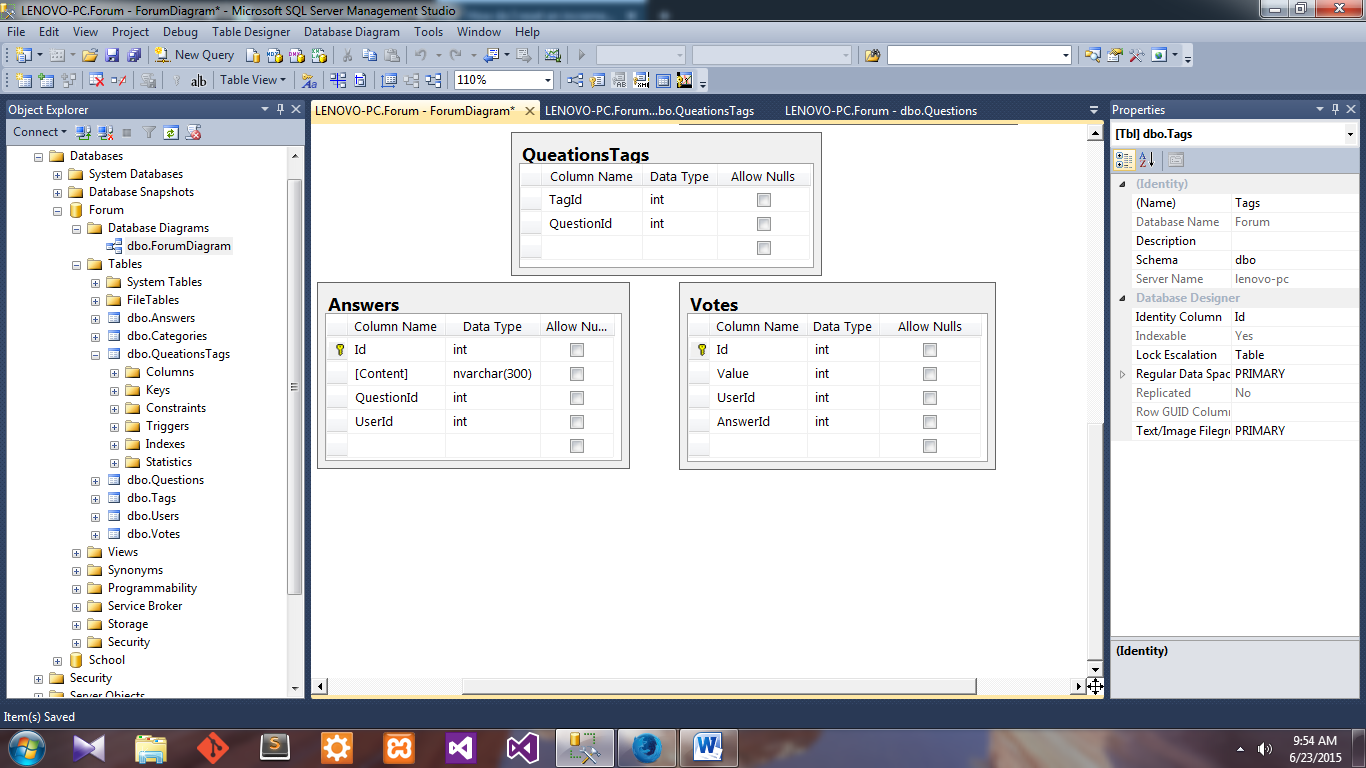 LENOVO-PC.Forum - ForumDiagram* - Microsoft SQL Server Management Studio
File Edit View Project Debug Table Designer Database Diagram Tools Window Help
New Query
ab| Table View 110%
Object Explorer
Connect
Databases
System Databases
Database Snapshots
Forum
Database Diagrams
dbo.ForumDiagram
Tables
System Tables
FileTables
dbo.Answers
dbo.Categories
dbo.QueationsTags
Columns
Keys
Constraints
Triggers
Indexes
Statistics
dbo.Questions
dbo.Tags
dbo.Users
dbo.Votes
Views
Synonyms
Programmability
Service Broker
Storage
Security
School
Security
Server Objects
LENOVO-PC.Forum - ForumDiagram* LENOVO-PC.Forum...bo.QueationsTags LENOVO-PC.Forum - dbo.Questions
QueationsTags
Column Name Data Type Allow Nulls
TagId int
QuestionId int
Answers
Column Name Data Type Allow Nu...
Id int
[Content] nvarchar(300)
QuestionId int
UserId int
Votes
Column Name Data Type Allow Nulls
Id int
Value int
UserId int
AnswerId int
Properties
[Tbl] dbo.Tags
(Identity)
(Name) Tags
Database Name Forum
Description
Schema dbo
Server Name lenovo-pc
Database Designer
Identity Column Id
Indexable Yes
Lock Escalation Table
Regular Data Spac PRIMARY
Replicated No
Row GUID Column
Text/Image Filegro PRIMARY
(Identity)
Item(s) Saved
9:54 AM
6/23/2015